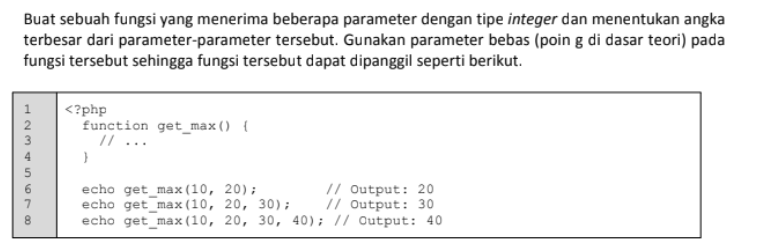 Buat sebuah fungsi yang menerima beberapa parameter dengan tipe integer dan menentukan angka
terbesar dari parameter-parameter tersebut. Gunakan parameter bebas (poin g di dasar teori) pada
fungsi tersebut sehingga fungsi tersebut dapat dipanggil seperti berikut.
1 <?php
2 function get_max() {
3 // ...
4 }
5
6 echo get_max(10, 20); // Output: 20
7 echo get_max(10, 20, 30); // Output: 30
8 echo get_max(10, 20, 30, 40); // Output: 40